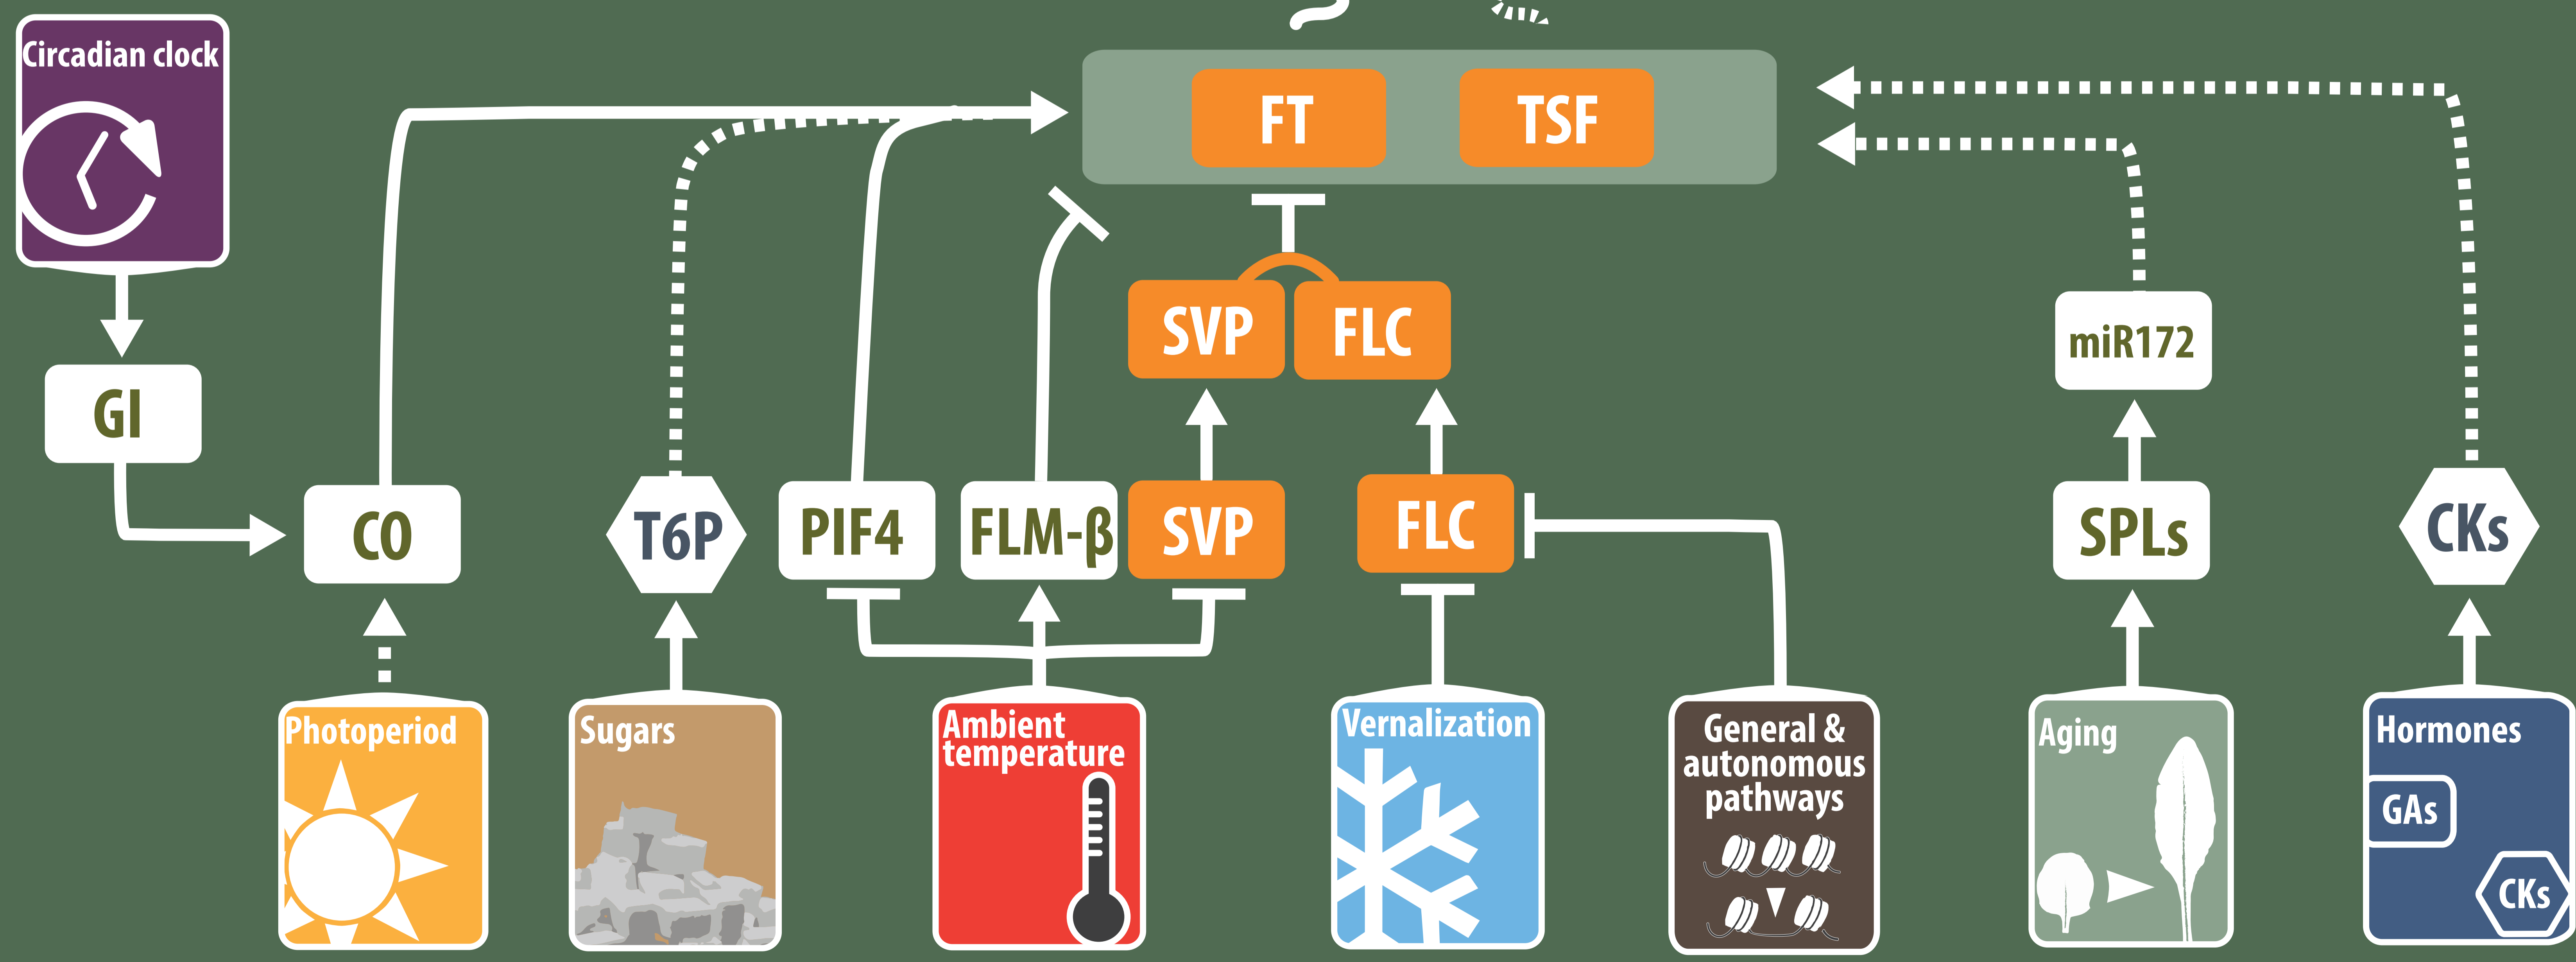 Circadian clock
FT
TSF
SVP
FLC
miR172
GI
CO
T6P
PIF4
FLM-β
SVP
FLC
SPLs
CKs
Photoperiod
Sugars
Ambient
temperature
Vernalization
General &
autonomous
pathways
Aging
Hormones
GAs
CKs